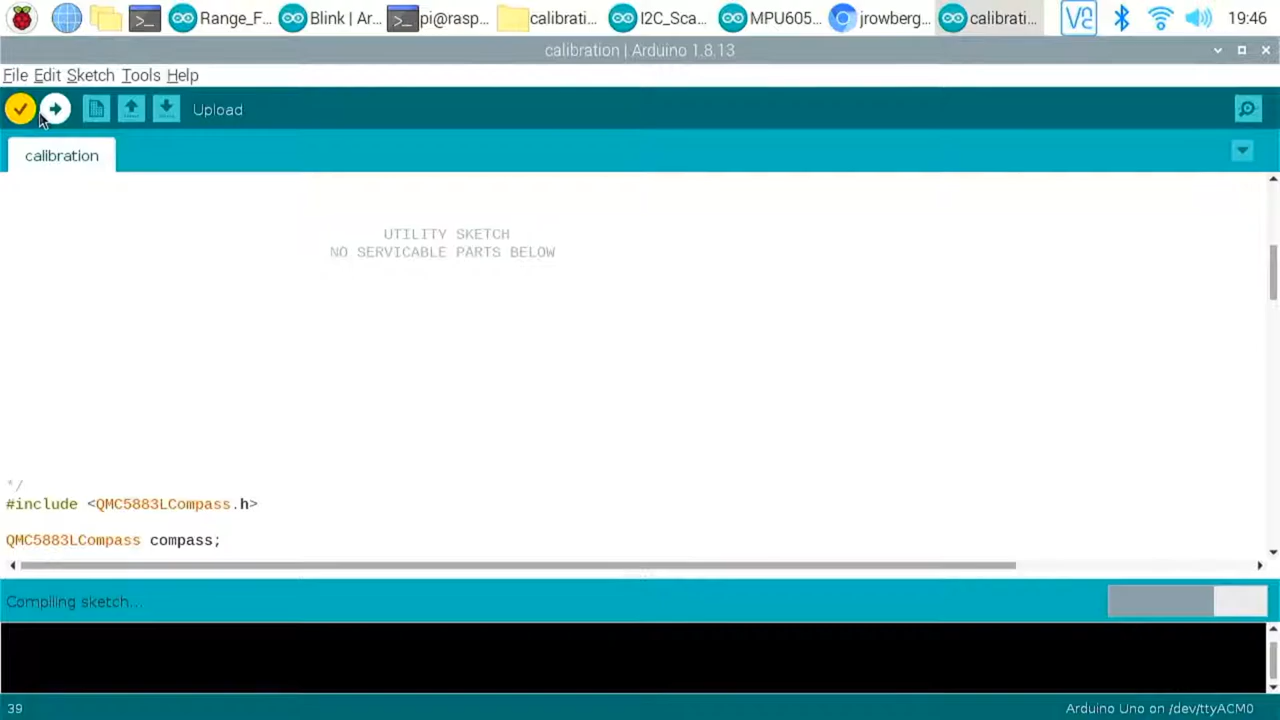 Range_F... Blink | Ar... pi@rasp... calibrati... I2C_Sca... MPU605... jrowberg... calibrati... V2 19:46
calibration | Arduino 1.8.13
File Edit Sketch Tools Help
Upload
calibration
UTILITY SKETCH
NO SERVICABLE PARTS BELOW
*/
#include <QMC5883LCompass.h>
QMC5883LCompass compass;
Compiling sketch...
39 Arduino Uno on /dev/ttyACM0